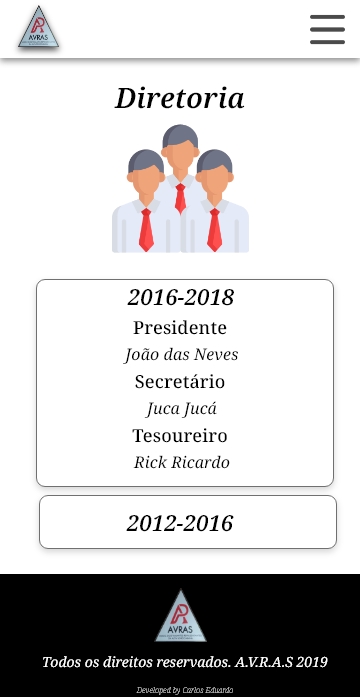 AVRAS
Diretoria
2016-2018
Presidente
João das Neves
Secretário
Juca Jucá
Tesoureiro
Rick Ricardo
2012-2016
AVRAS
Todos os direitos reservados. A.V.R.A.S 2019
Developed by Carlos Eduardo